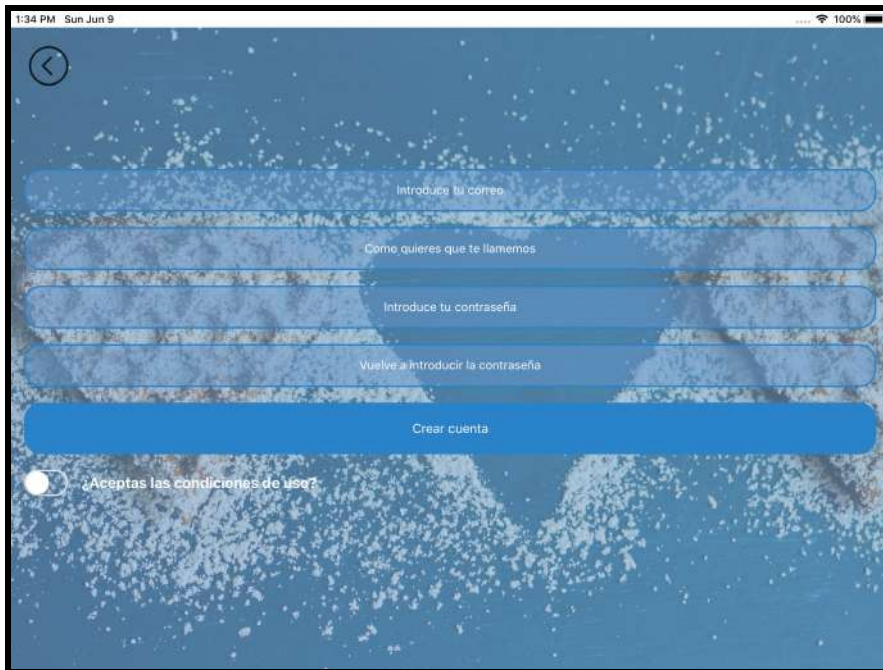 1:34 PM Sun Jun 9
100%
Introduce tu correo
Como quieres que te llamemos
Introduce tu contraseña
Vuelve a introducir la contraseña
Crear cuenta
¿Aceptas las condiciones de uso?